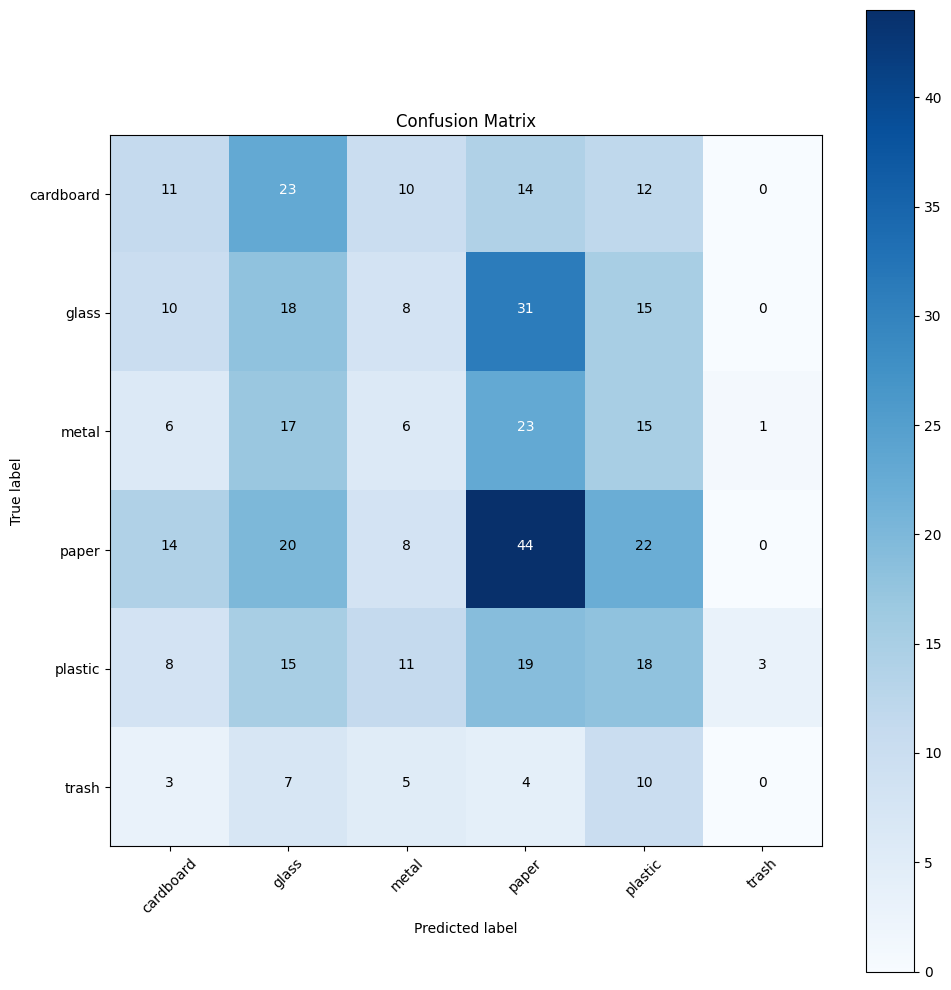 Confusion Matrix
cardboard 11 23 10 14 12 0
glass 10 18 8 31 15 0
metal 6 17 6 23 15 1
paper 14 20 8 44 22 0
plastic 8 15 11 19 18 3
trash 3 7 5 4 10 0
True label
cardboard glass metal paper plastic trash
Predicted label
40
35
30
25
20
15
10
5
0